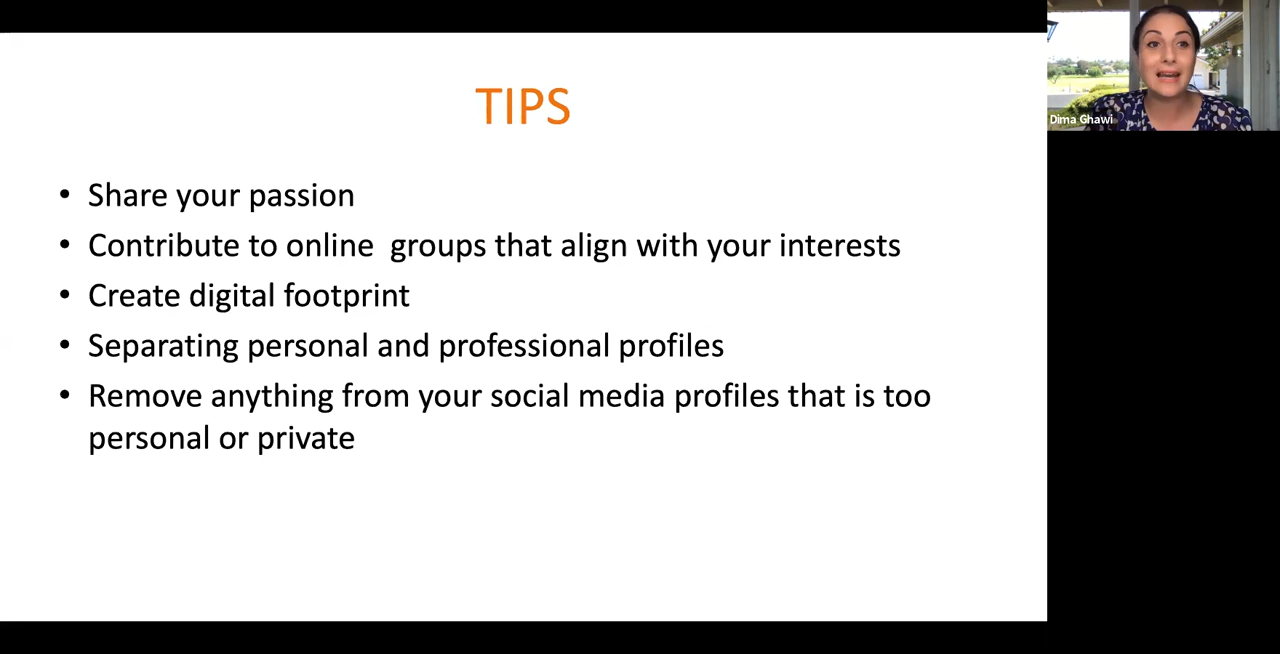 TIPS
• Share your passion
• Contribute to online  groups that align with your interests
• Create digital footprint
• Separating personal and professional profiles
• Remove anything from your social media profiles that is too
personal or private
Dima Ghawi